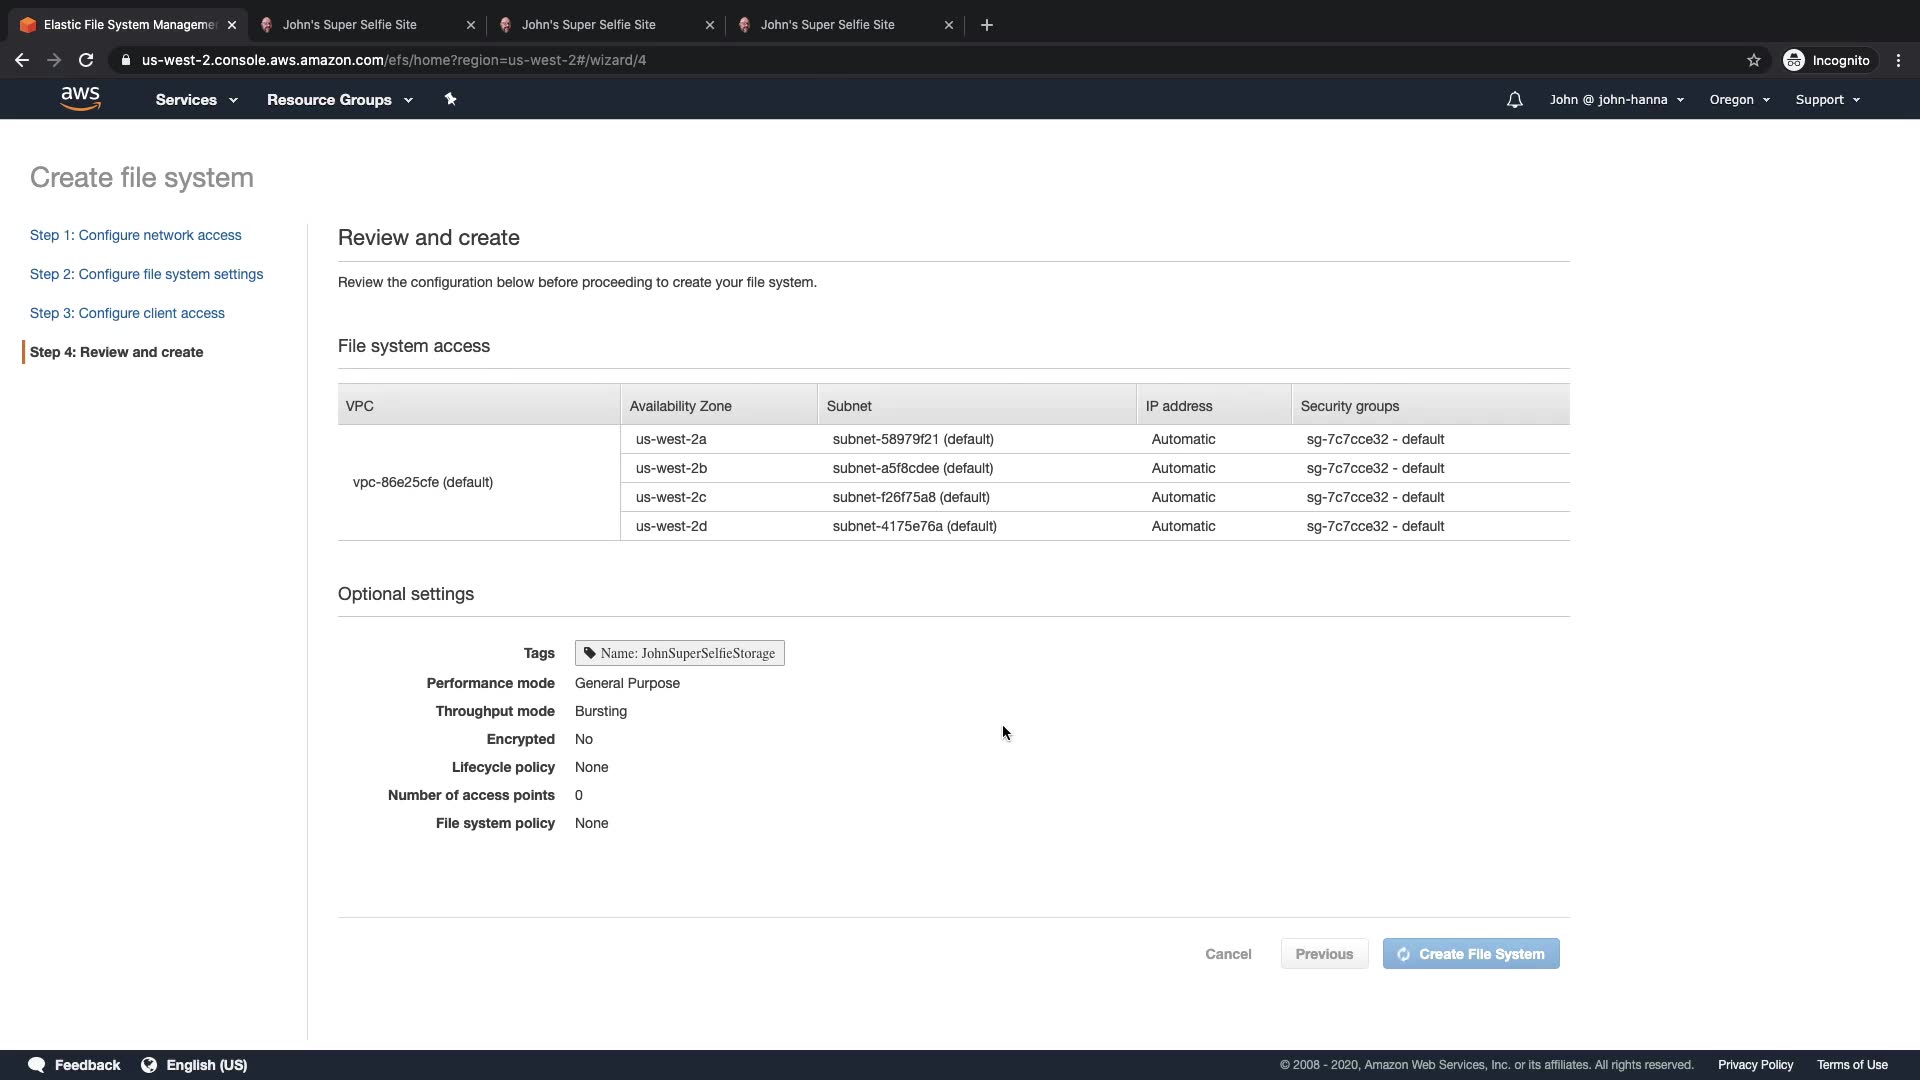 Elastic File System Manageme
John's Super Selfie Site
John's Super Selfie Site
John's Super Selfie Site
us-west-2.console.aws.amazon.com/efs/home?region=us-west-2#/wizard/4
Incognito
aws
Services
Resource Groups
John @ john-hanna
Oregon
Support
Create file system
Step 1: Configure network access
Step 2: Configure file system settings
Step 3: Configure client access
Step 4: Review and create
Review and create
Review the configuration below before proceeding to create your file system.
File system access
VPC Availability Zone Subnet IP address Security groups
vpc-86e25cfe (default)
us-west-2a subnet-58979f21 (default) Automatic sg-7c7cce32 - default
us-west-2b subnet-a5f8cdee (default) Automatic sg-7c7cce32 - default
us-west-2c subnet-f26f75a8 (default) Automatic sg-7c7cce32 - default
us-west-2d subnet-4175e76a (default) Automatic sg-7c7cce32 - default
Optional settings
Tags Name: JohnSuperSelfieStorage
Performance mode General Purpose
Throughput mode Bursting
Encrypted No
Lifecycle policy None
Number of access points 0
File system policy None
Cancel
Previous
Create File System
Feedback
English (US)
© 2008 - 2020, Amazon Web Services, Inc. or its affiliates. All rights reserved.
Privacy Policy
Terms of Use